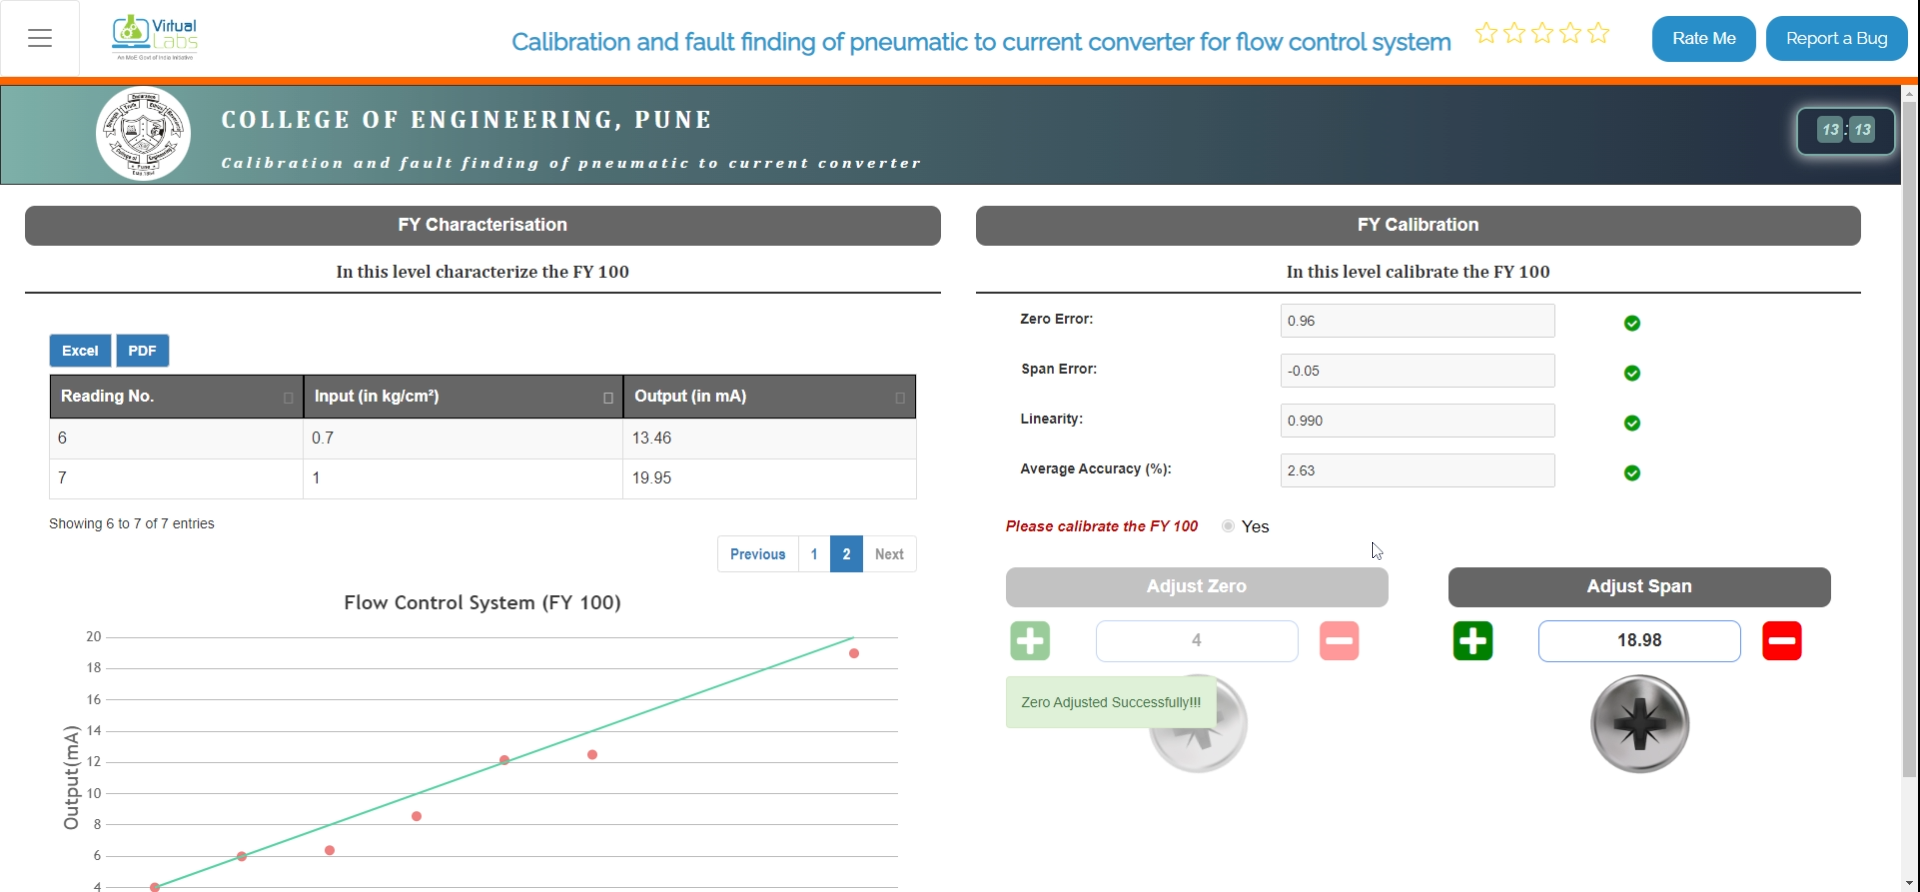 Virtual
Labs
An MoE Govt of India Initiative
Calibration and fault finding of pneumatic to current converter for flow control system
Rate Me
Report a Bug
COLLEGE OF ENGINEERING, PUNE
Calibration and fault finding of pneumatic to current converter
13 : 13
FY Characterisation
In this level characterize the FY 100
Excel
PDF
Reading No.
Input (in kg/cm²)
Output (in mA)
6
0.7
13.46
7
1
19.95
Showing 6 to 7 of 7 entries
Previous
1
2
Next
Flow Control System (FY 100)
Output(mA)
20
18
16
14
12
10
8
6
4
FY Calibration
In this level calibrate the FY 100
Zero Error:
0.96
Span Error:
-0.05
Linearity:
0.990
Average Accuracy (%):
2.63
Please calibrate the FY 100
Yes
Adjust Zero
4
Zero Adjusted Successfully!!!
Adjust Span
18.98